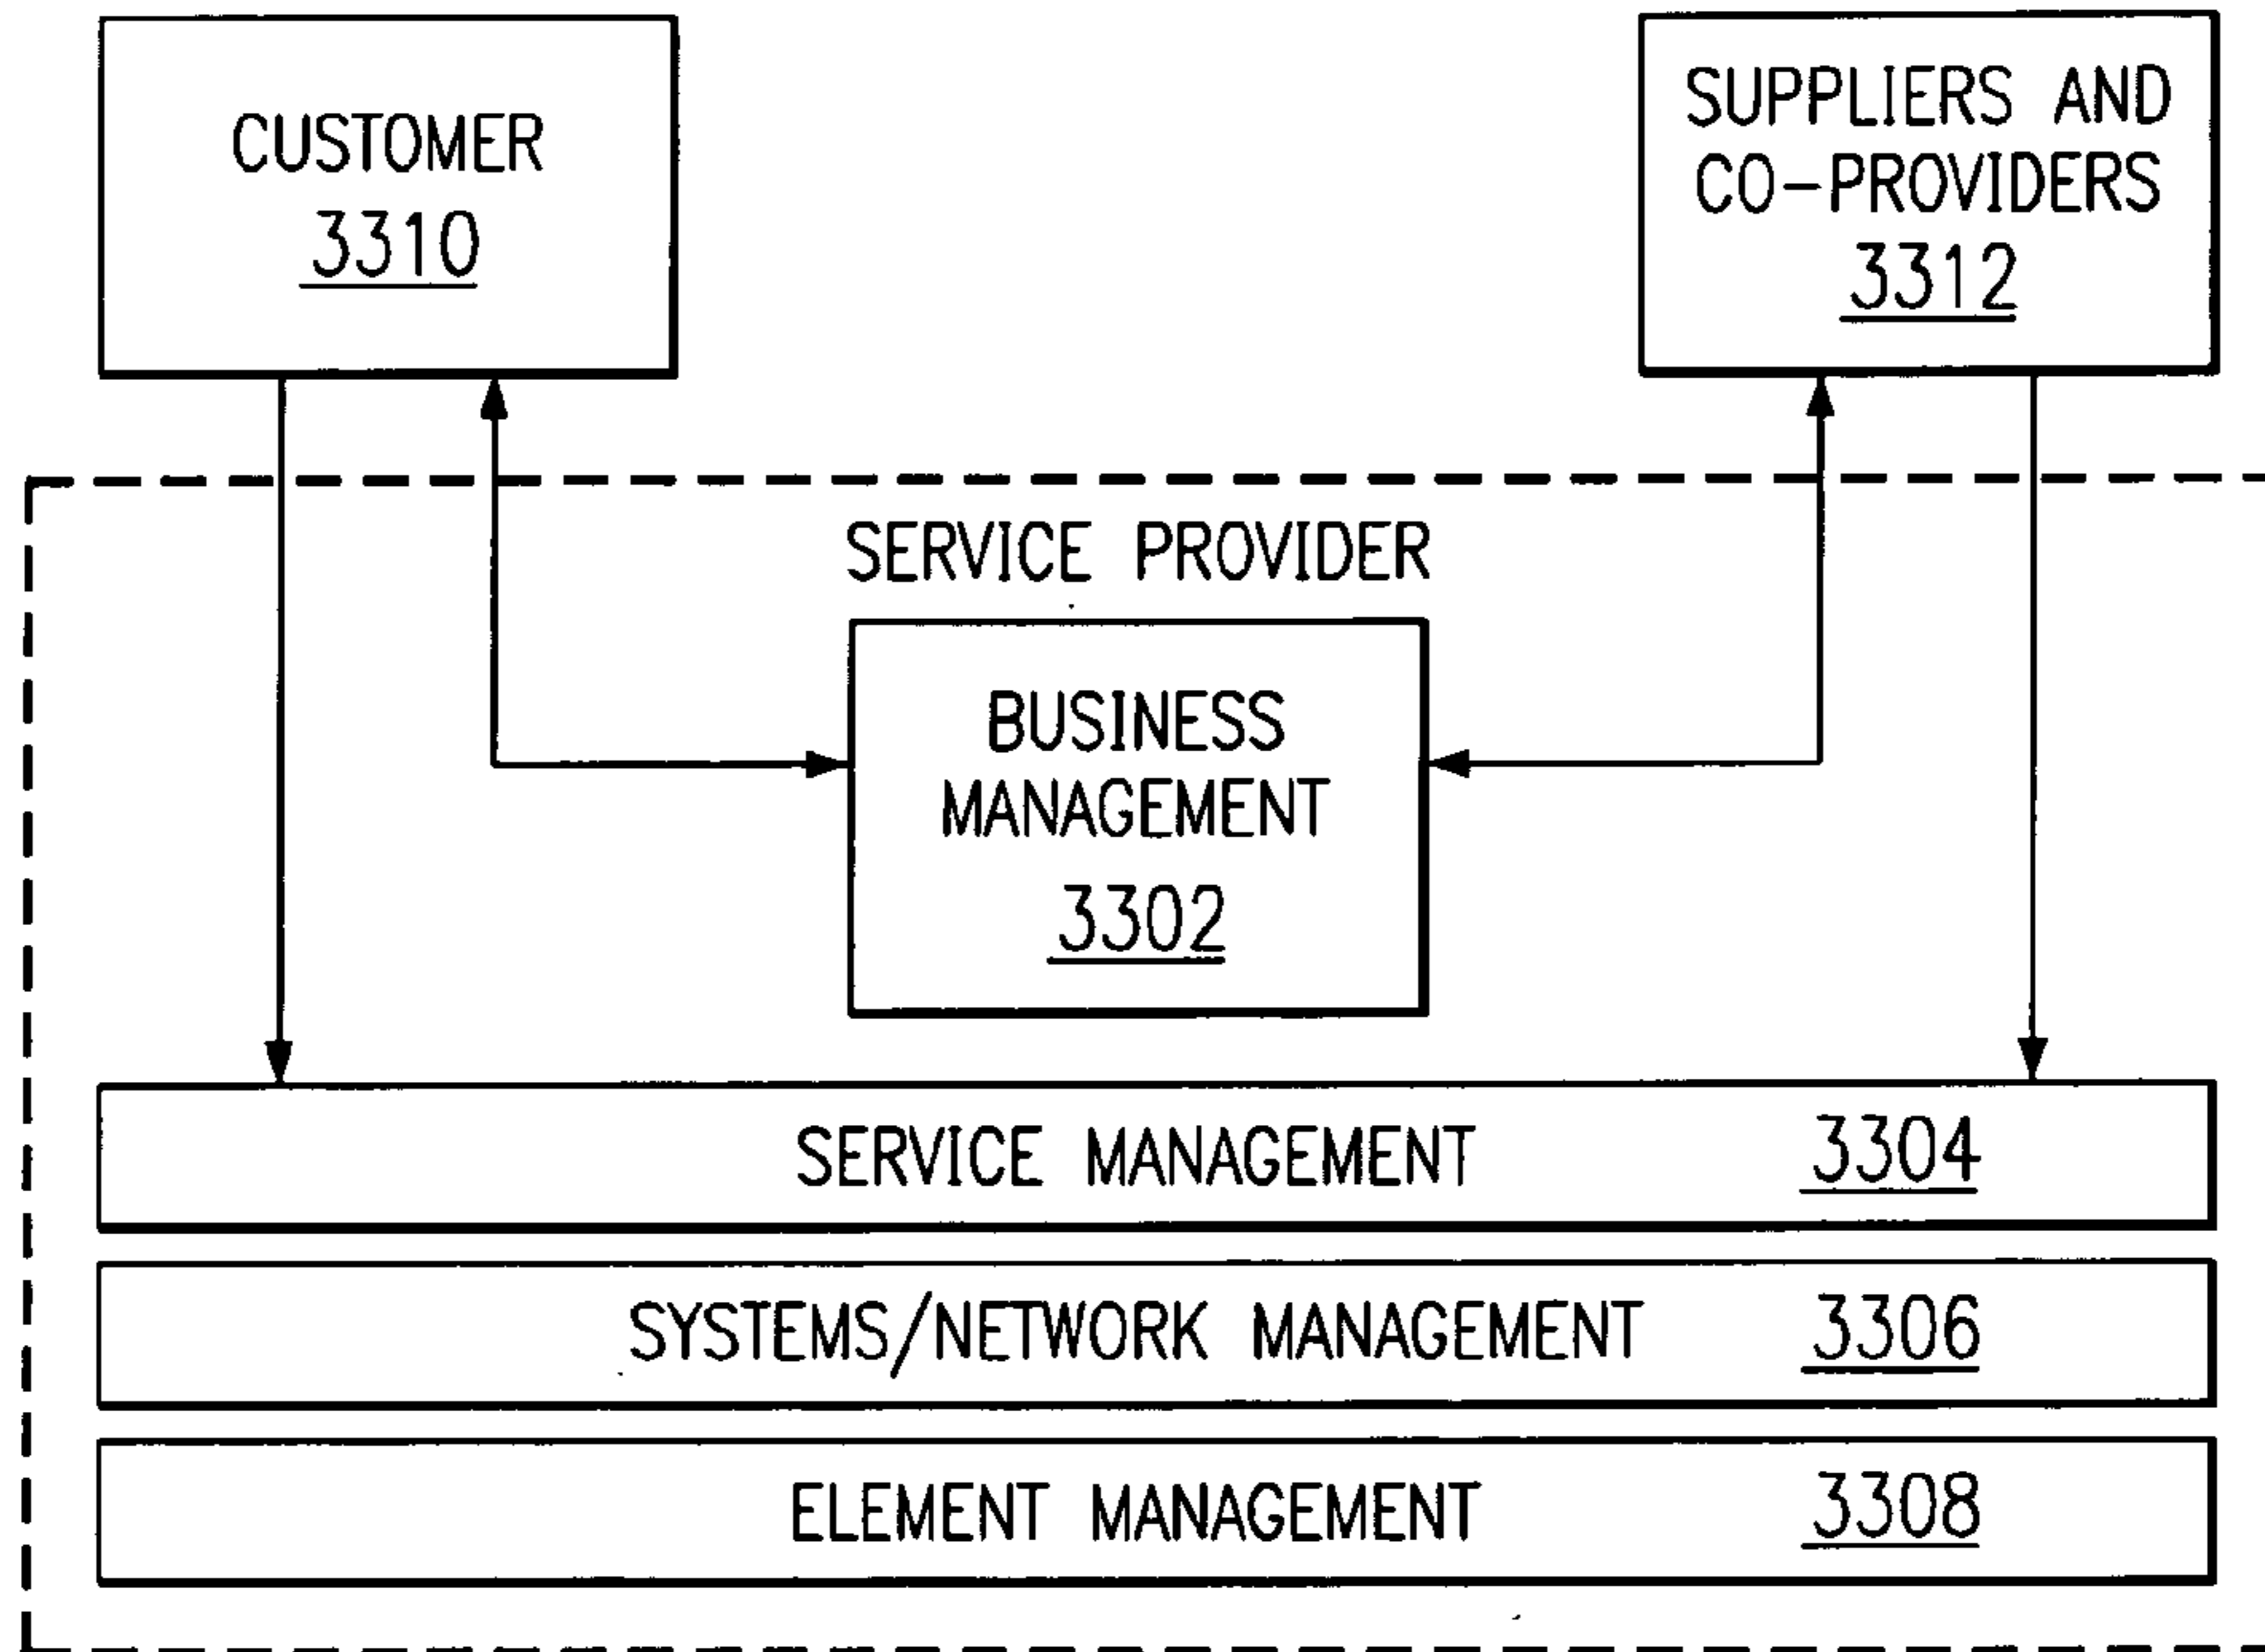 CUSTOMER
3310
SUPPLIERS AND
CO-PROVIDERS
3312
SERVICE PROVIDER
BUSINESS
MANAGEMENT
3302
SERVICE MANAGEMENT 3304
SYSTEMS/NETWORK MANAGEMENT 3306
ELEMENT MANAGEMENT 3308